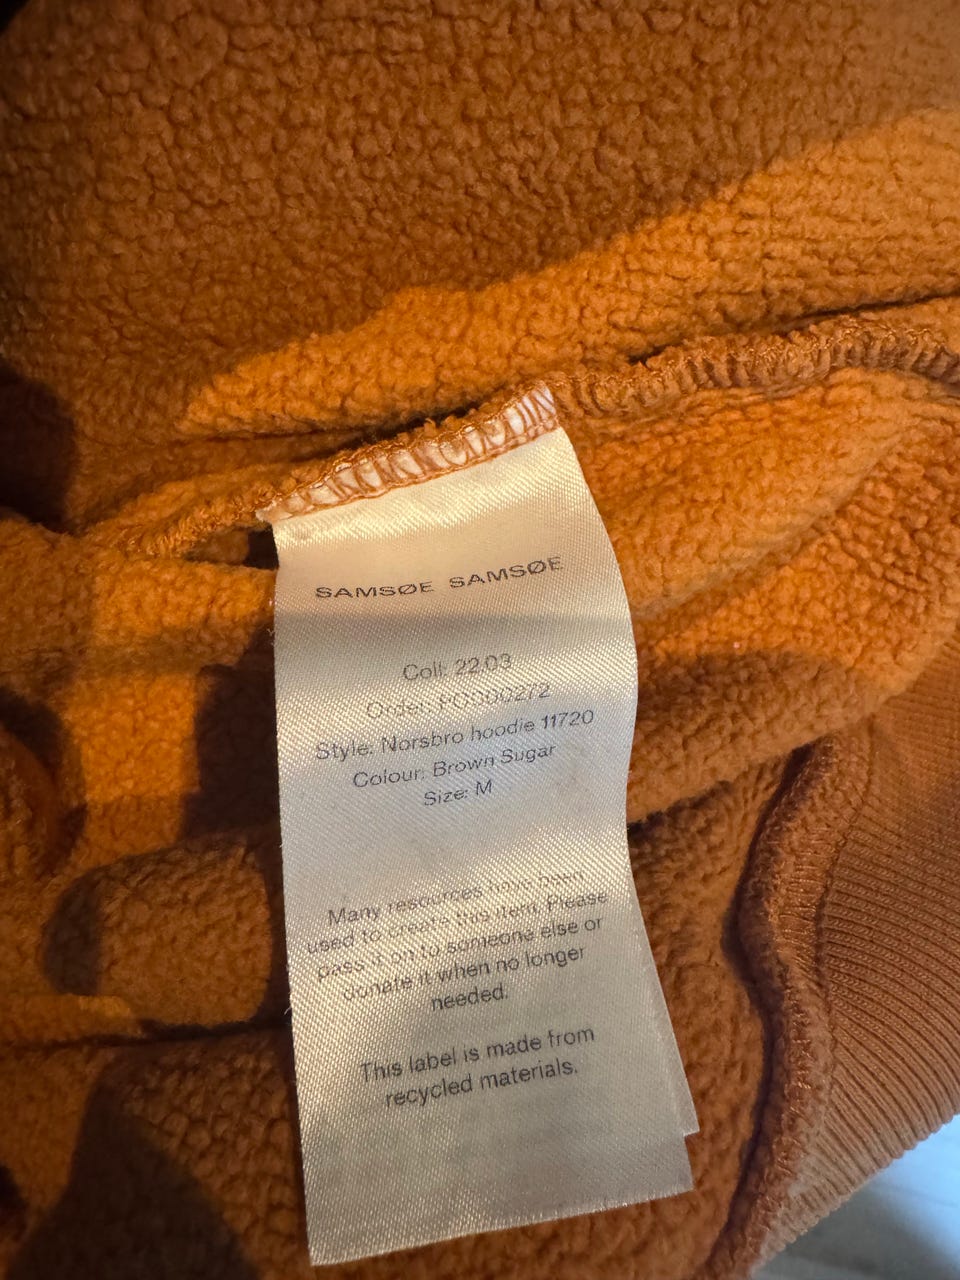 SAMSØE SAMSØE
Coll: 22.03
Order: PO000272
Style: Norsbro hoodie 11720
Colour: Brown Sugar
Size: M
Many resources have been
used to create this item. Please
pass it on to someone else or
donate it when no longer
needed.
This label is made from
recycled materials.